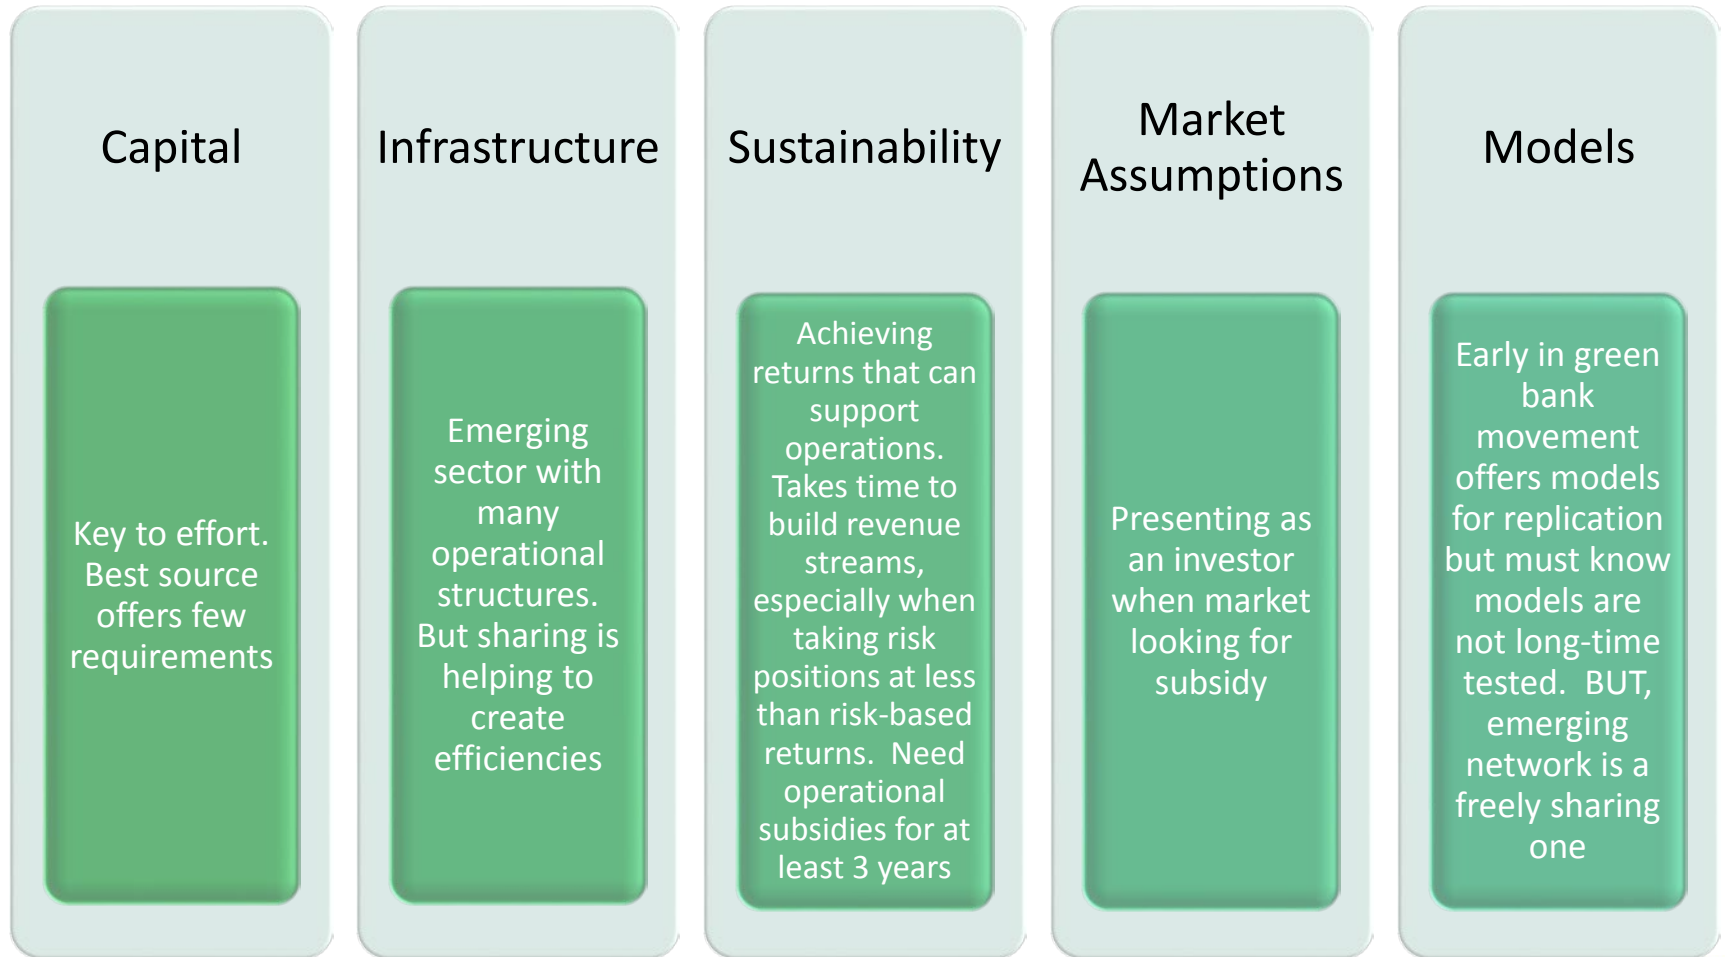 Capital
Key to effort.
Best source
offers few
requirements
Infrastructure
Emerging
sector with
many
operational
structures.
But sharing is
helping to
create
efficiencies
Sustainability
Achieving
returns that can
support
operations.
Takes time to
build revenue
streams,
especially when
taking risk
positions at less
than risk-based
returns.  Need
operational
subsidies for at
least 3 years
Market
Assumptions
Presenting as
an investor
when market
looking for
subsidy
Models
Early in green
bank
movement
offers models
for replication
but must know
models are
not long-time
tested.  BUT,
emerging
network is a
freely sharing
one